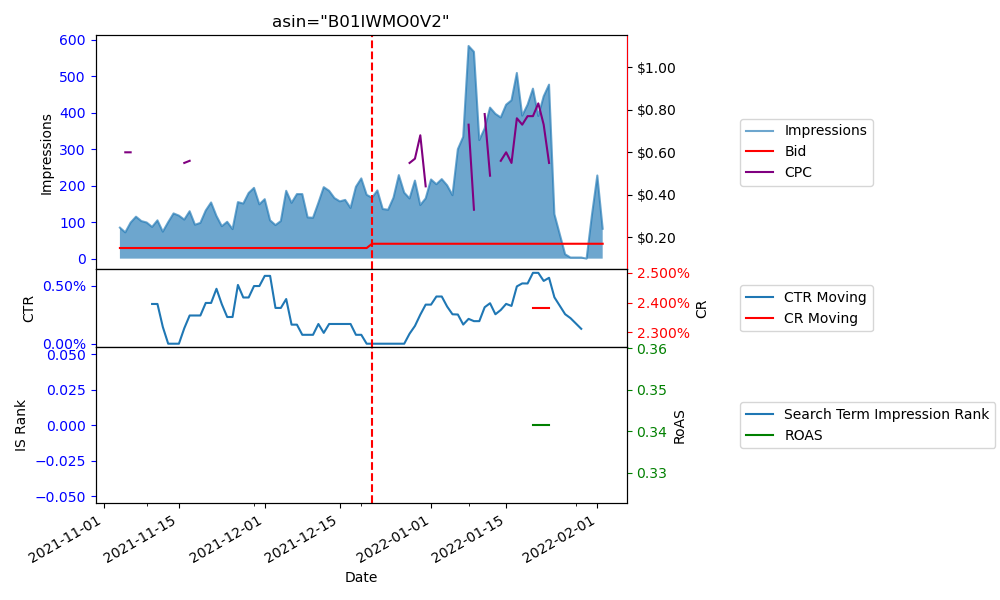 asin="B01IWMO0V2"
600
500
400
300
200
100
0
Impressions
$1.00
$0.80
$0.60
$0.40
$0.20
Impressions
Bid
CPC
0.50%
0.00%
CTR
2.500%
2.400%
2.300%
CR
CTR Moving
CR Moving
0.050
0.025
0.000
−0.025
−0.050
IS Rank
0.36
0.35
0.34
0.33
RoAS
Search Term Impression Rank
ROAS
2021-11-01
2021-11-15
2021-12-01
2021-12-15
2022-01-01
2022-01-15
2022-02-01
Date